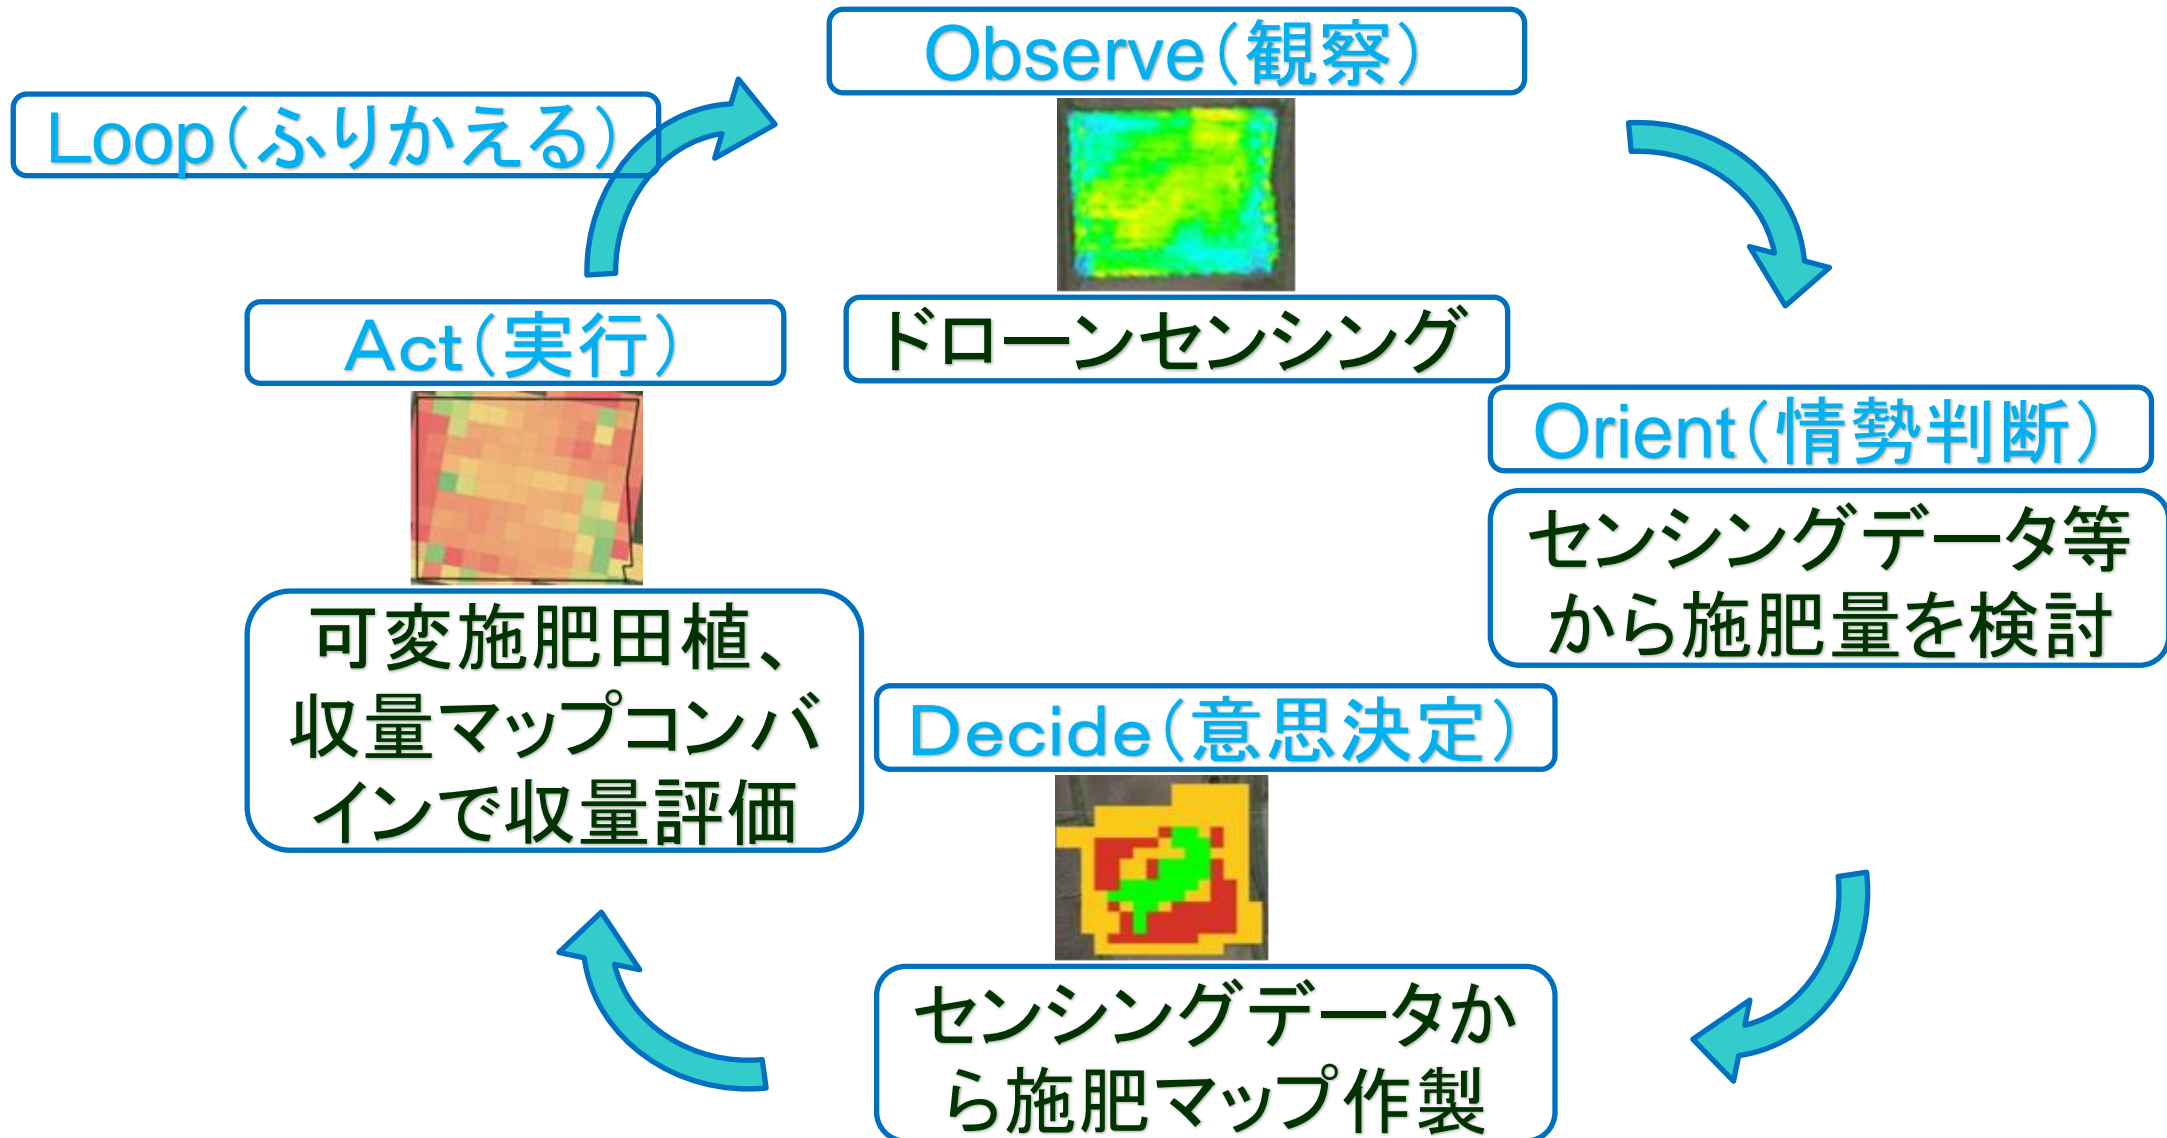 Observe(観察)
Loop(ふりかえる)
ドローンセンシング
Act(実行)
Orient(情勢判断)
センシングデータ等
から施肥量を検討
可変施肥田植、
収量マップコンバ
インで収量評価
Decide(意思決定)
センシングデータか
ら施肥マップ作製